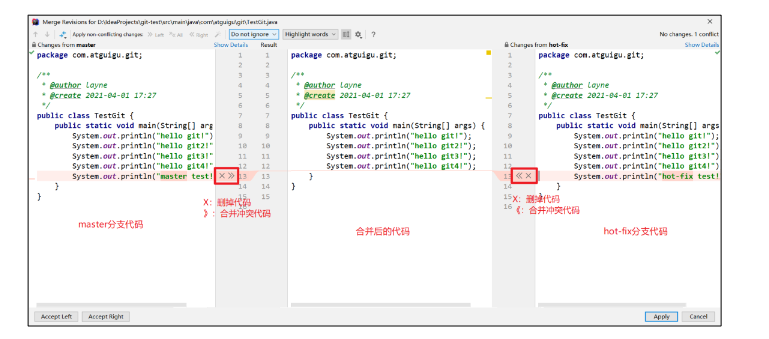 Merge Revisions for D:\IdeaProjects\git-test\src\main\java\com\atguigu\git\TestGit.java
Apply non-conflicting changes: Left All Right Do not ignore Highlight words ? No changes. 1 conflict
Changes from master Show Details Result Changes from hot-fix Show Details
package com.atguigu.git;
/**
* @author layne
* @create 2021-04-01 17:27
*/
public class TestGit {
public static void main(String[] arg
System.out.println("hello git!")
System.out.println("hello git2!"
System.out.println("hello git3!"
System.out.println("hello git4!"
System.out.println("master test!
}
}
1 1
2 2
3 3
4 4
5 5
6 6
7 7
8 8
9 9
10 10
11 11
12 12
13 13
14 14
15 15
package com.atguigu.git;
/**
* @author layne
* @create 2021-04-01 17:27
*/
public class TestGit {
public static void main(String[] args) {
System.out.println("hello git!");
System.out.println("hello git2!");
System.out.println("hello git3!");
System.out.println("hello git4!");
}
}
1
2
3
4
5
6
7
8
9
10
11
12
13
14
15
16
package com.atguigu.git;
/**
* @author layne
* @create 2021-04-01 17:27
*/
public class TestGit {
public static void main(String[] args
System.out.println("hello git!");
System.out.println("hello git2!")
System.out.println("hello git3!")
System.out.println("hello git4!")
System.out.println("hot-fix test!
}
}
X：删掉代码
》：合并冲突代码
master分支代码
合并后的代码
X：删掉代码
《：合并冲突代码
hot-fix分支代码
Accept Left Accept Right Apply Cancel